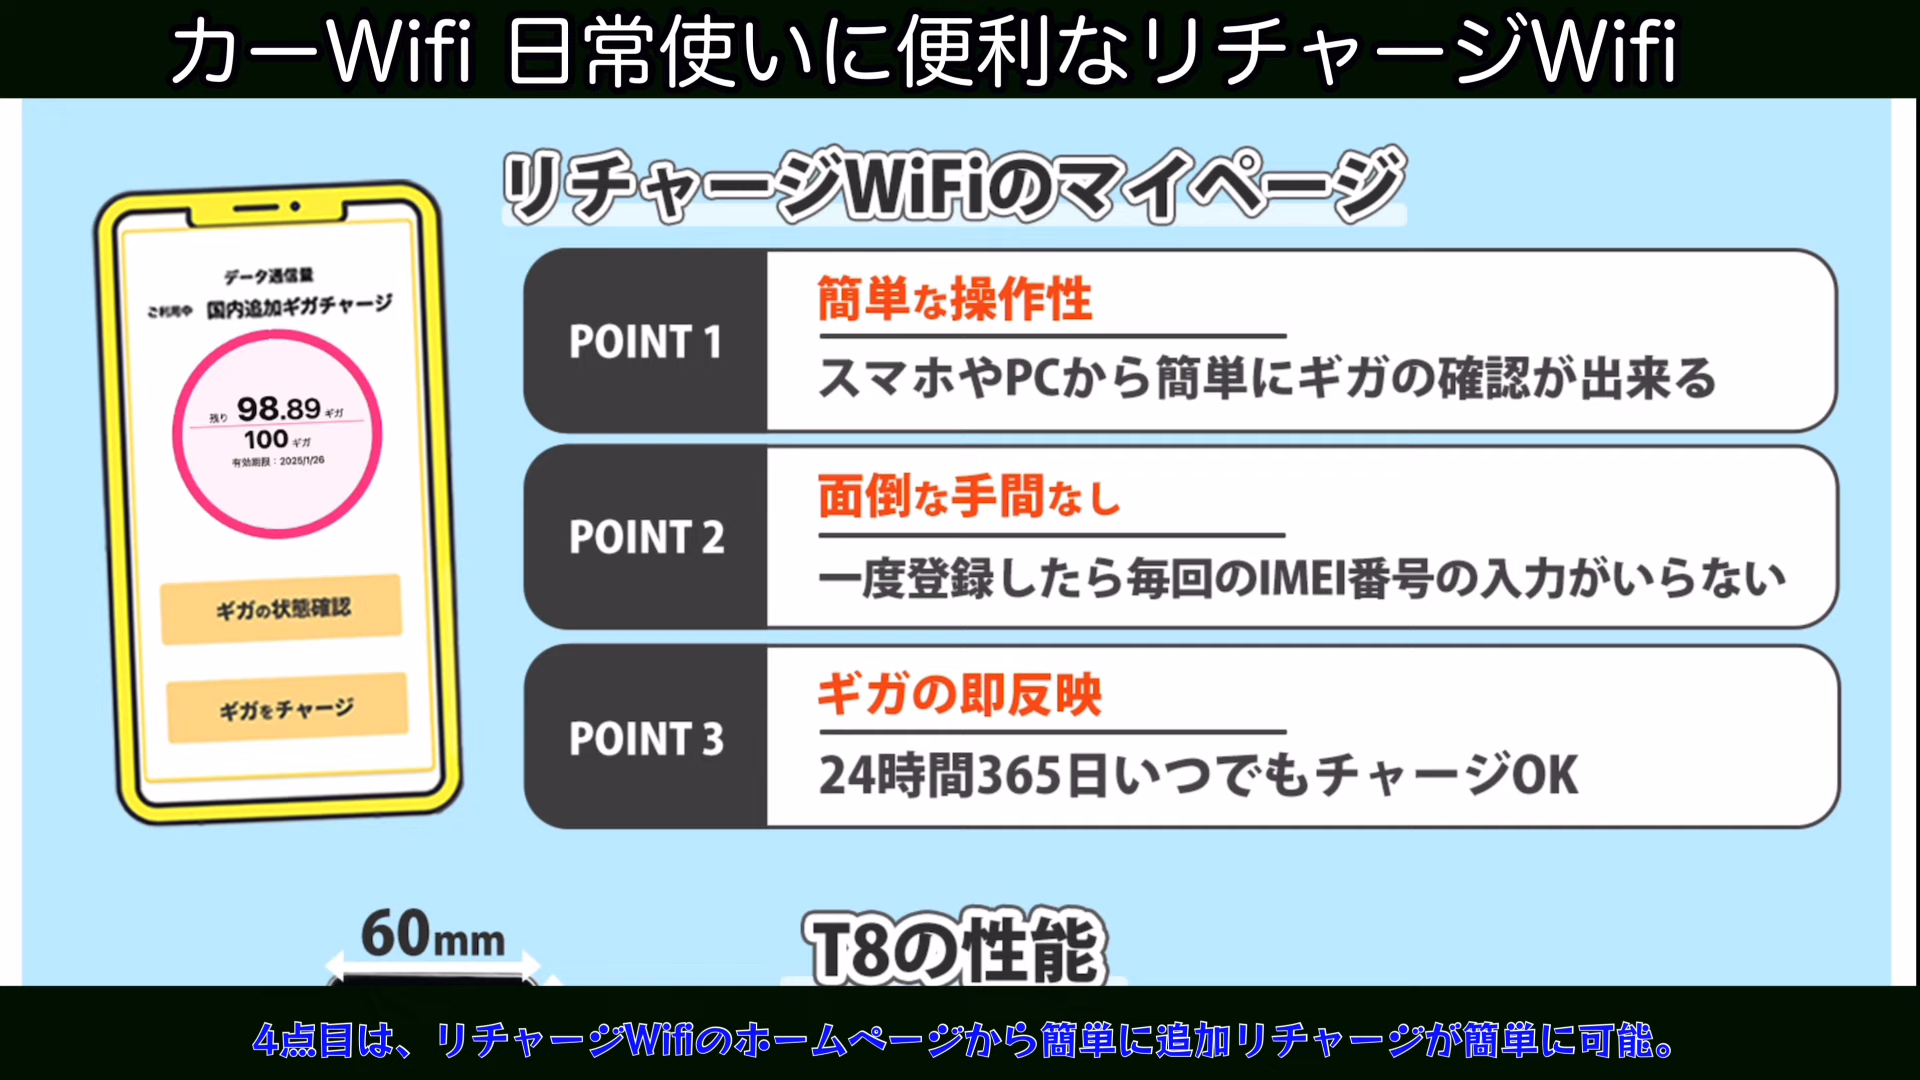 カーWifi 日常使いに便利なリチャージWifi
リチャージWiFiのマイページ
データ通信量
ご利用中 国内追加ギガチャージ
残り 98.89 ギガ
100 ギガ
有効期限:2025/1/26
ギガの状態確認
ギガをチャージ
POINT 1
簡単な操作性
スマホやPCから簡単にギガの確認が出来る
POINT 2
面倒な手間なし
一度登録したら毎回のIMEI番号の入力がいらない
POINT 3
ギガの即反映
24時間365日いつでもチャージOK
60mm
T8の性能
4点目は、リチャージWifiのホームページから簡単に追加リチャージが簡単に可能。